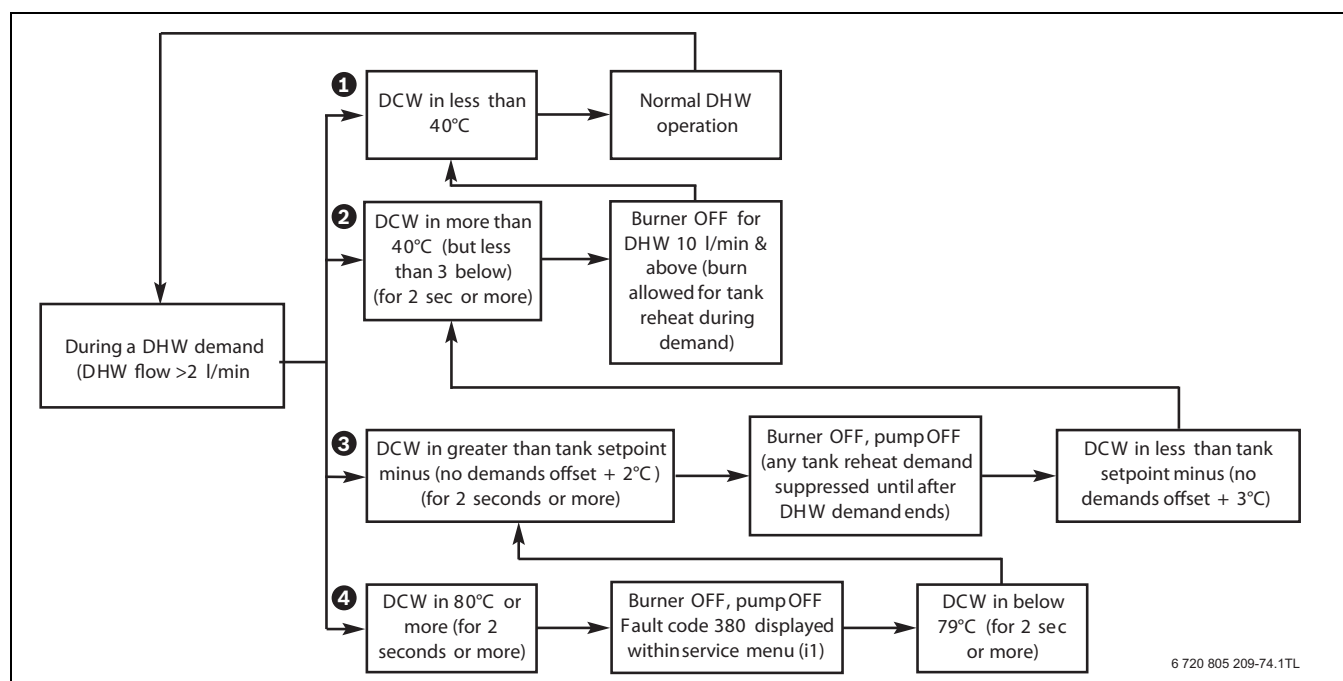 1
DCW in less than
40°C
Normal DHW
operation
2
DCW in more than
40°C (but less
than 3 below)
(for 2 sec or more)
Burner OFF for
DHW 10 l/min &
above (burn
allowed for tank
reheat during
demand)
During a DHW demand
(DHW flow >2 l/min
3
DCW in greater than tank setpoint
minus (no demands offset + 2°C)
(for 2 seconds or more)
Burner OFF, pump OFF
(any tank reheat demand
suppressed until after
DHW demand ends)
DCW in less than tank
setpoint minus (no
demands offset + 3°C)
4
DCW in 80°C or
more (for 2
seconds or more)
Burner OFF, pump OFF
Fault code 380 displayed
within service menu (i1)
DCW in below
79°C (for 2 sec
or more)
6 720 805 209-74.1TL